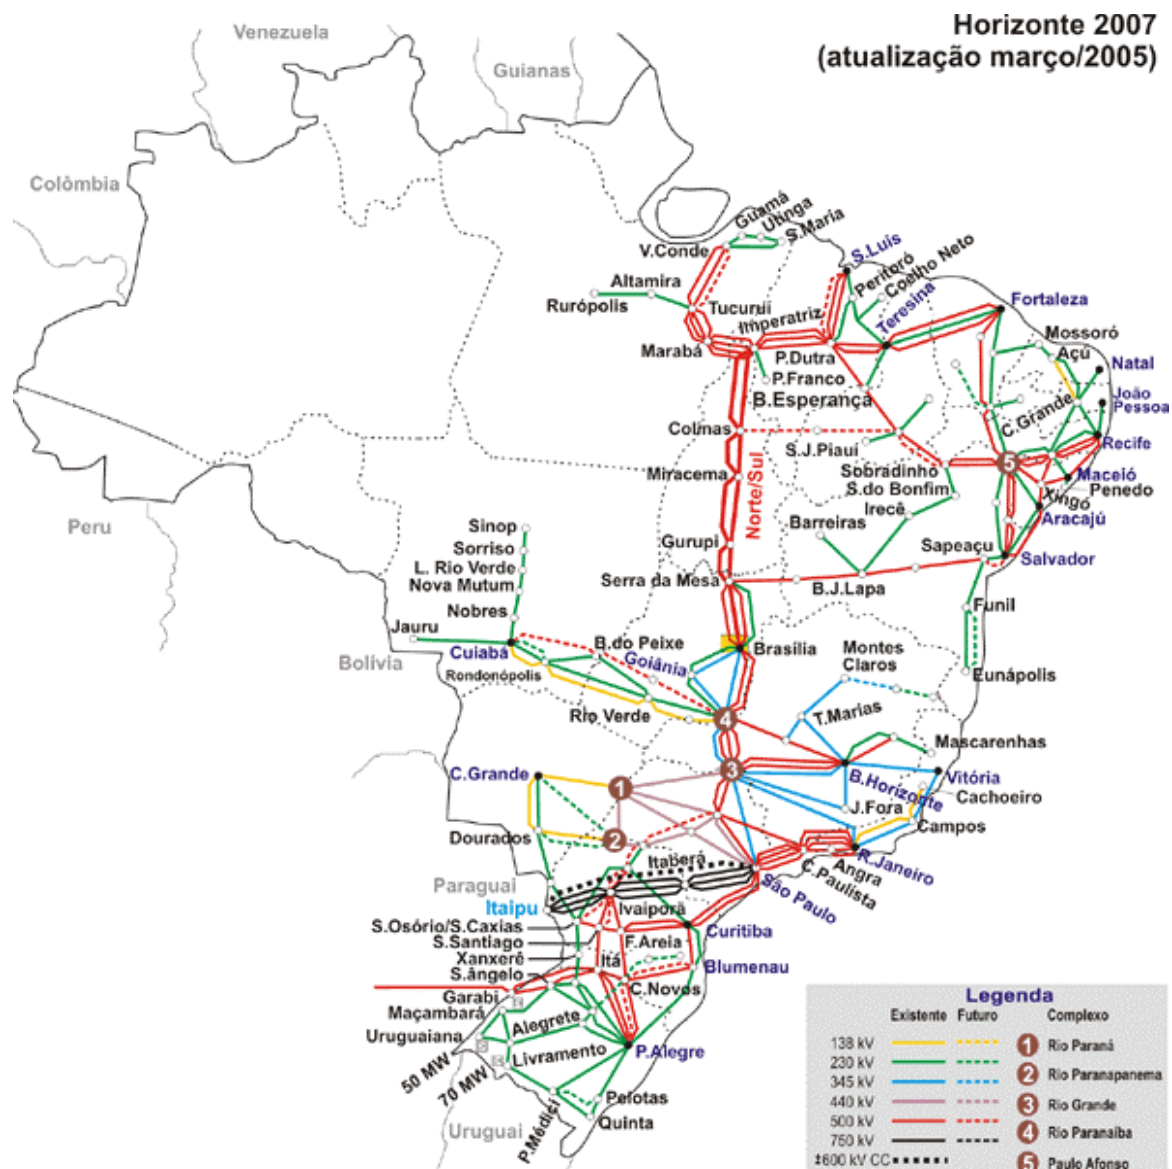 Horizonte 2007
(atualização março/2005)
Venezuela
Guianas
Colômbia
Guamá
Utinga
S.Maria
V.Conde
S.Luís
Peritoró
Coelho Neto
Altamira
Rurópolis
Tucuruí
Imperatriz
Teresina
Fortaleza
Mossoró
Açú
Marabá
P.Dutra
P.Franco
B.Esperança
Natal
João
Pessoa
C.Grande
Colinas
S.J.Piauí
Recife
Sobradinho
5
Maceió
Miracema
Norte/Sul
S.do Bonfim
Penedo
Xingó
Peru
Irecê
Aracajú
Sinop
Barreiras
Sorriso
Gurupi
Sapeaçu
Salvador
L. Rio Verde
Nova Mutum
Serra da Mesa
B.J.Lapa
Nobres
Funil
Jauru
Cuiabá
B.do Peixe
Goiânia
Brasília
Montes
Claros
Bolívia
Rondonópolis
Eunápolis
Rio Verde
4
T.Marias
Mascarenhas
C.Grande
1
3
B.Horizonte
Vitória
Cachoeiro
J.Fora
Dourados
2
Campos
Itaberá
R.Janeiro
Angra
C.Paulista
Paraguai
São Paulo
Itaipu
Ivaiporã
S.Osório/S.Caxias
Curitiba
S.Santiago
F.Areia
Xanxerê
Itá
Blumenau
S.ângelo
C.Novos
Garabi
Maçambará
Alegrete
Uruguaiana
P.Alegre
50 MW
Livramento
70 MW
Pelotas
P.Médici
Quinta
Uruguai
Legenda
Existente Futuro Complexo
138 kV 1 Rio Paraná
230 kV 2 Rio Paranapanema
345 kV
440 kV 3 Rio Grande
500 kV 4 Rio Paranaíba
750 kV
±600 kV CC 5 Paulo Afonso